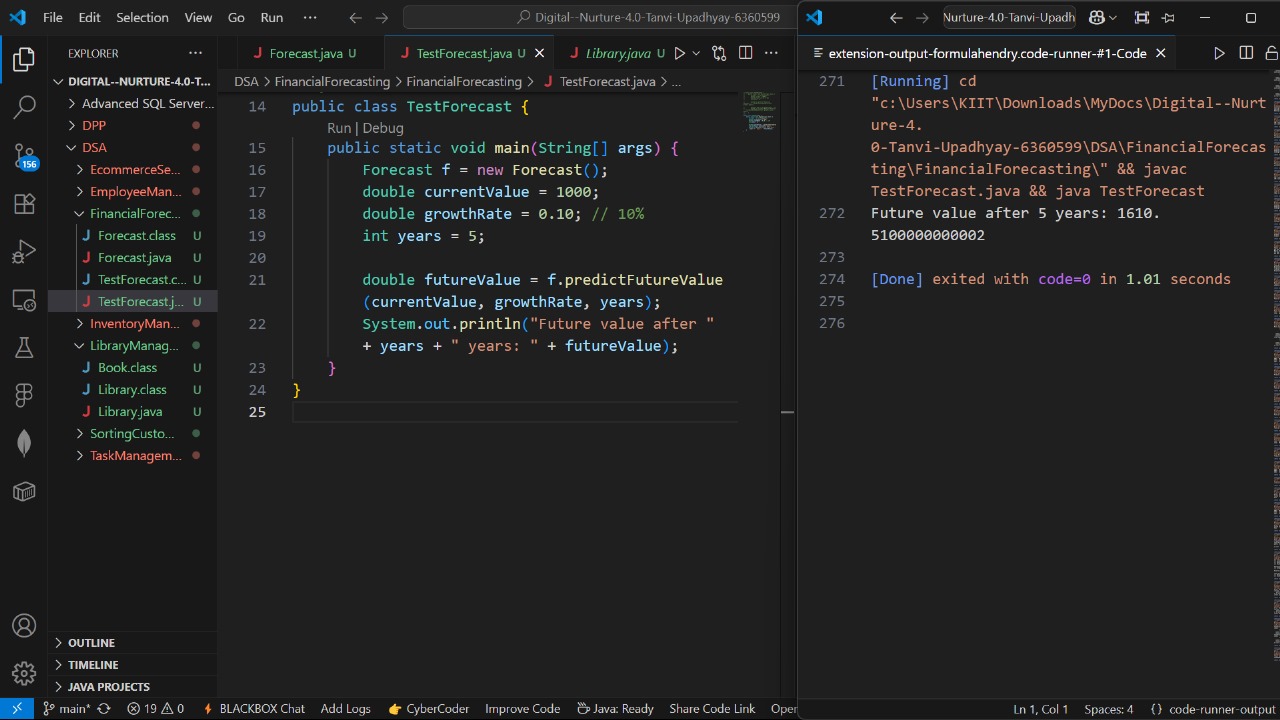 File Edit Selection View Go Run ···
Digital--Nurture-4.0-Tanvi-Upadhyay-6360599
EXPLORER
DIGITAL--NURTURE-4.0-T...
Advanced SQL Server...
DPP
DSA
EcommerceSe...
EmployeeMan...
FinancialForec...
Forecast.class U
Forecast.java U
TestForecast.c... U
TestForecast.j... U
InventoryMan...
LibraryManag...
Book.class U
Library.class U
Library.java U
SortingCusto...
TaskManagem...
OUTLINE
TIMELINE
JAVA PROJECTS
156
Forecast.java U
TestForecast.java U
Library.java U
DSA > FinancialForecasting > FinancialForecasting > TestForecast.java > ...
14 public class TestForecast {
Run | Debug
15 public static void main(String[] args) {
16 Forecast f = new Forecast();
17 double currentValue = 1000;
18 double growthRate = 0.10; // 10%
19 int years = 5;
20
21 double futureValue = f.predictFutureValue
(currentValue, growthRate, years);
22 System.out.println("Future value after "
+ years + " years: " + futureValue);
23 }
24 }
25
Nurture-4.0-Tanvi-Upadh
extension-output-formulahendry.code-runner-#1-Code
271 [Running] cd
"c:\Users\KIIT\Downloads\MyDocs\Digital--Nurt
ure-4.
0-Tanvi-Upadhyay-6360599\DSA\FinancialForecas
ting\FinancialForecasting\" && javac
TestForecast.java && java TestForecast
272 Future value after 5 years: 1610.
5100000000002
273
274 [Done] exited with code=0 in 1.01 seconds
275
276
main* 19 0 BLACKBOX Chat Add Logs CyberCoder Improve Code Java: Ready Share Code Link Open
Ln 1, Col 1 Spaces: 4 {} code-runner-output